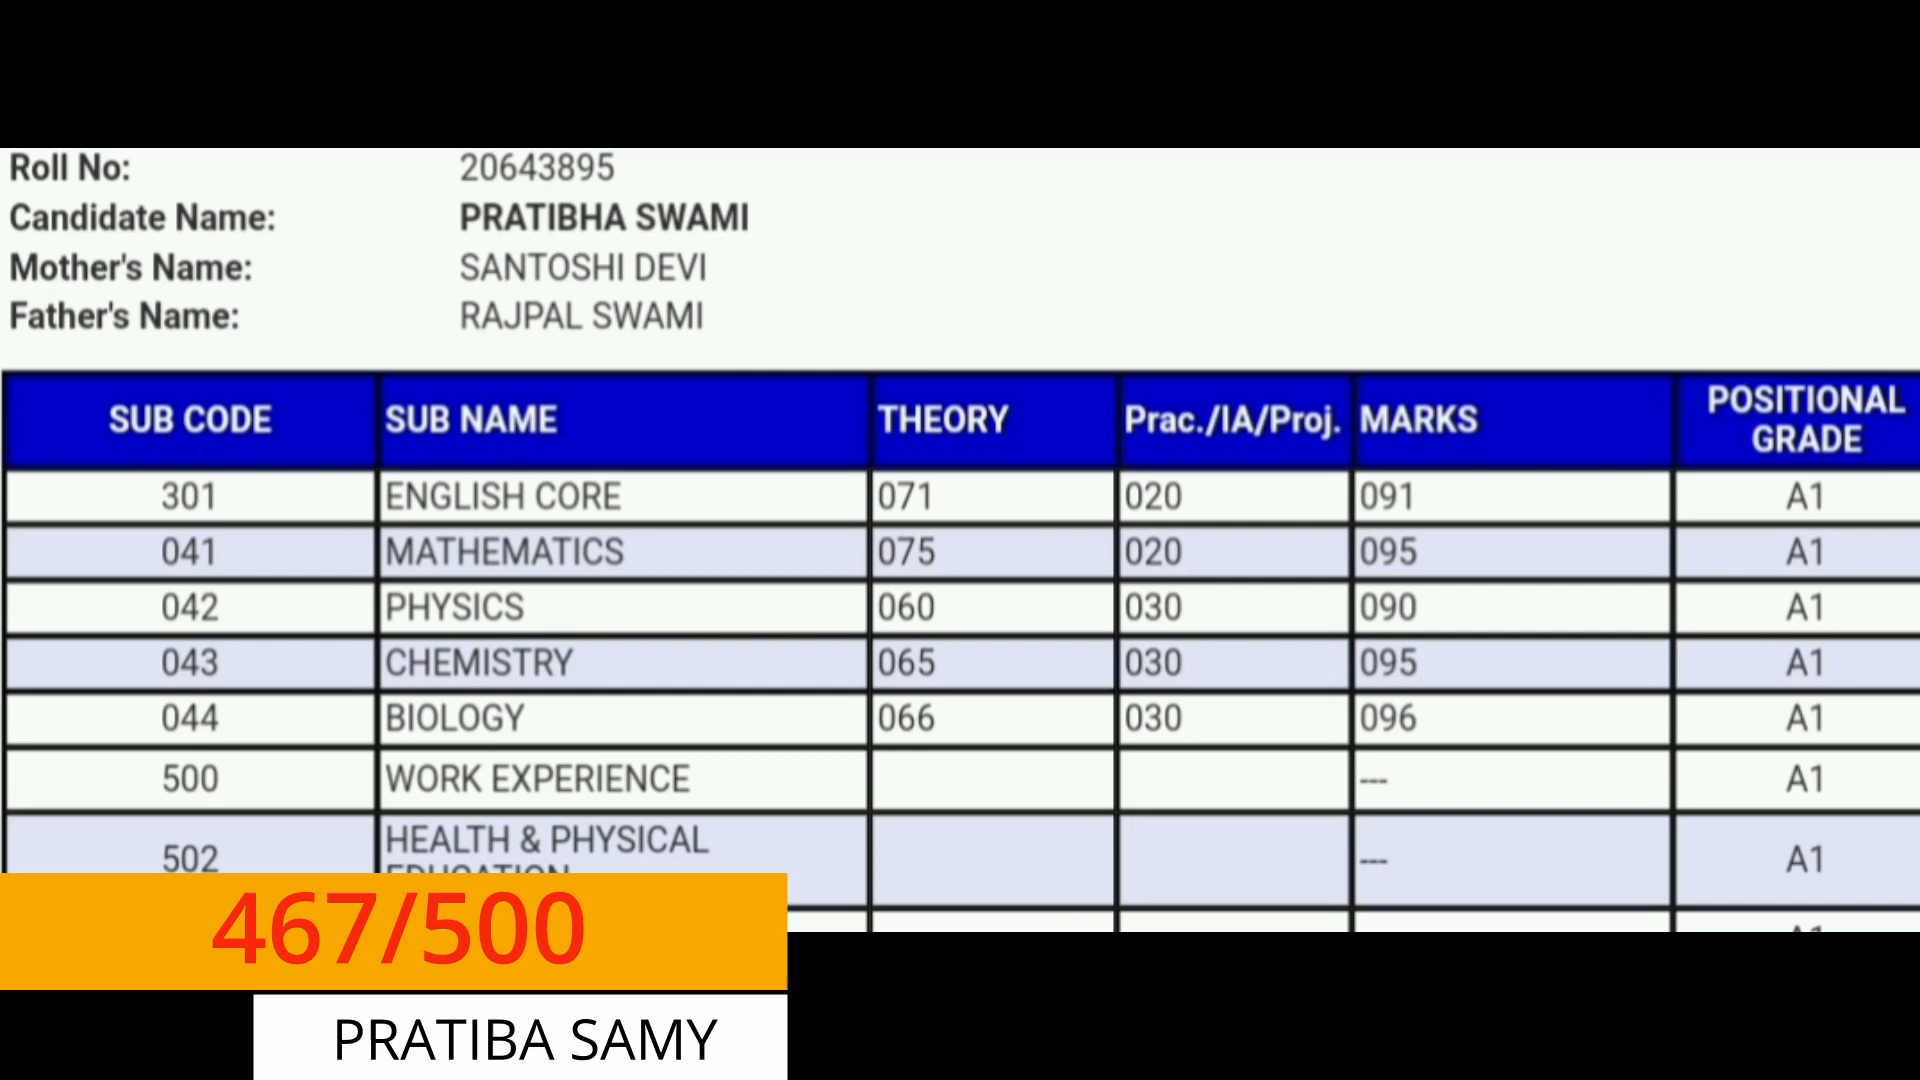 Roll No: 20643895
Candidate Name: PRATIBHA SWAMI
Mother's Name: SANTOSHI DEVI
Father's Name: RAJPAL SWAMI
SUB CODE SUB NAME THEORY Prac./IA/Proj. MARKS POSITIONAL GRADE
301 ENGLISH CORE 071 020 091 A1
041 MATHEMATICS 075 020 095 A1
042 PHYSICS 060 030 090 A1
043 CHEMISTRY 065 030 095 A1
044 BIOLOGY 066 030 096 A1
500 WORK EXPERIENCE --- A1
502 HEALTH & PHYSICAL --- A1
467/500
PRATIBA SAMY